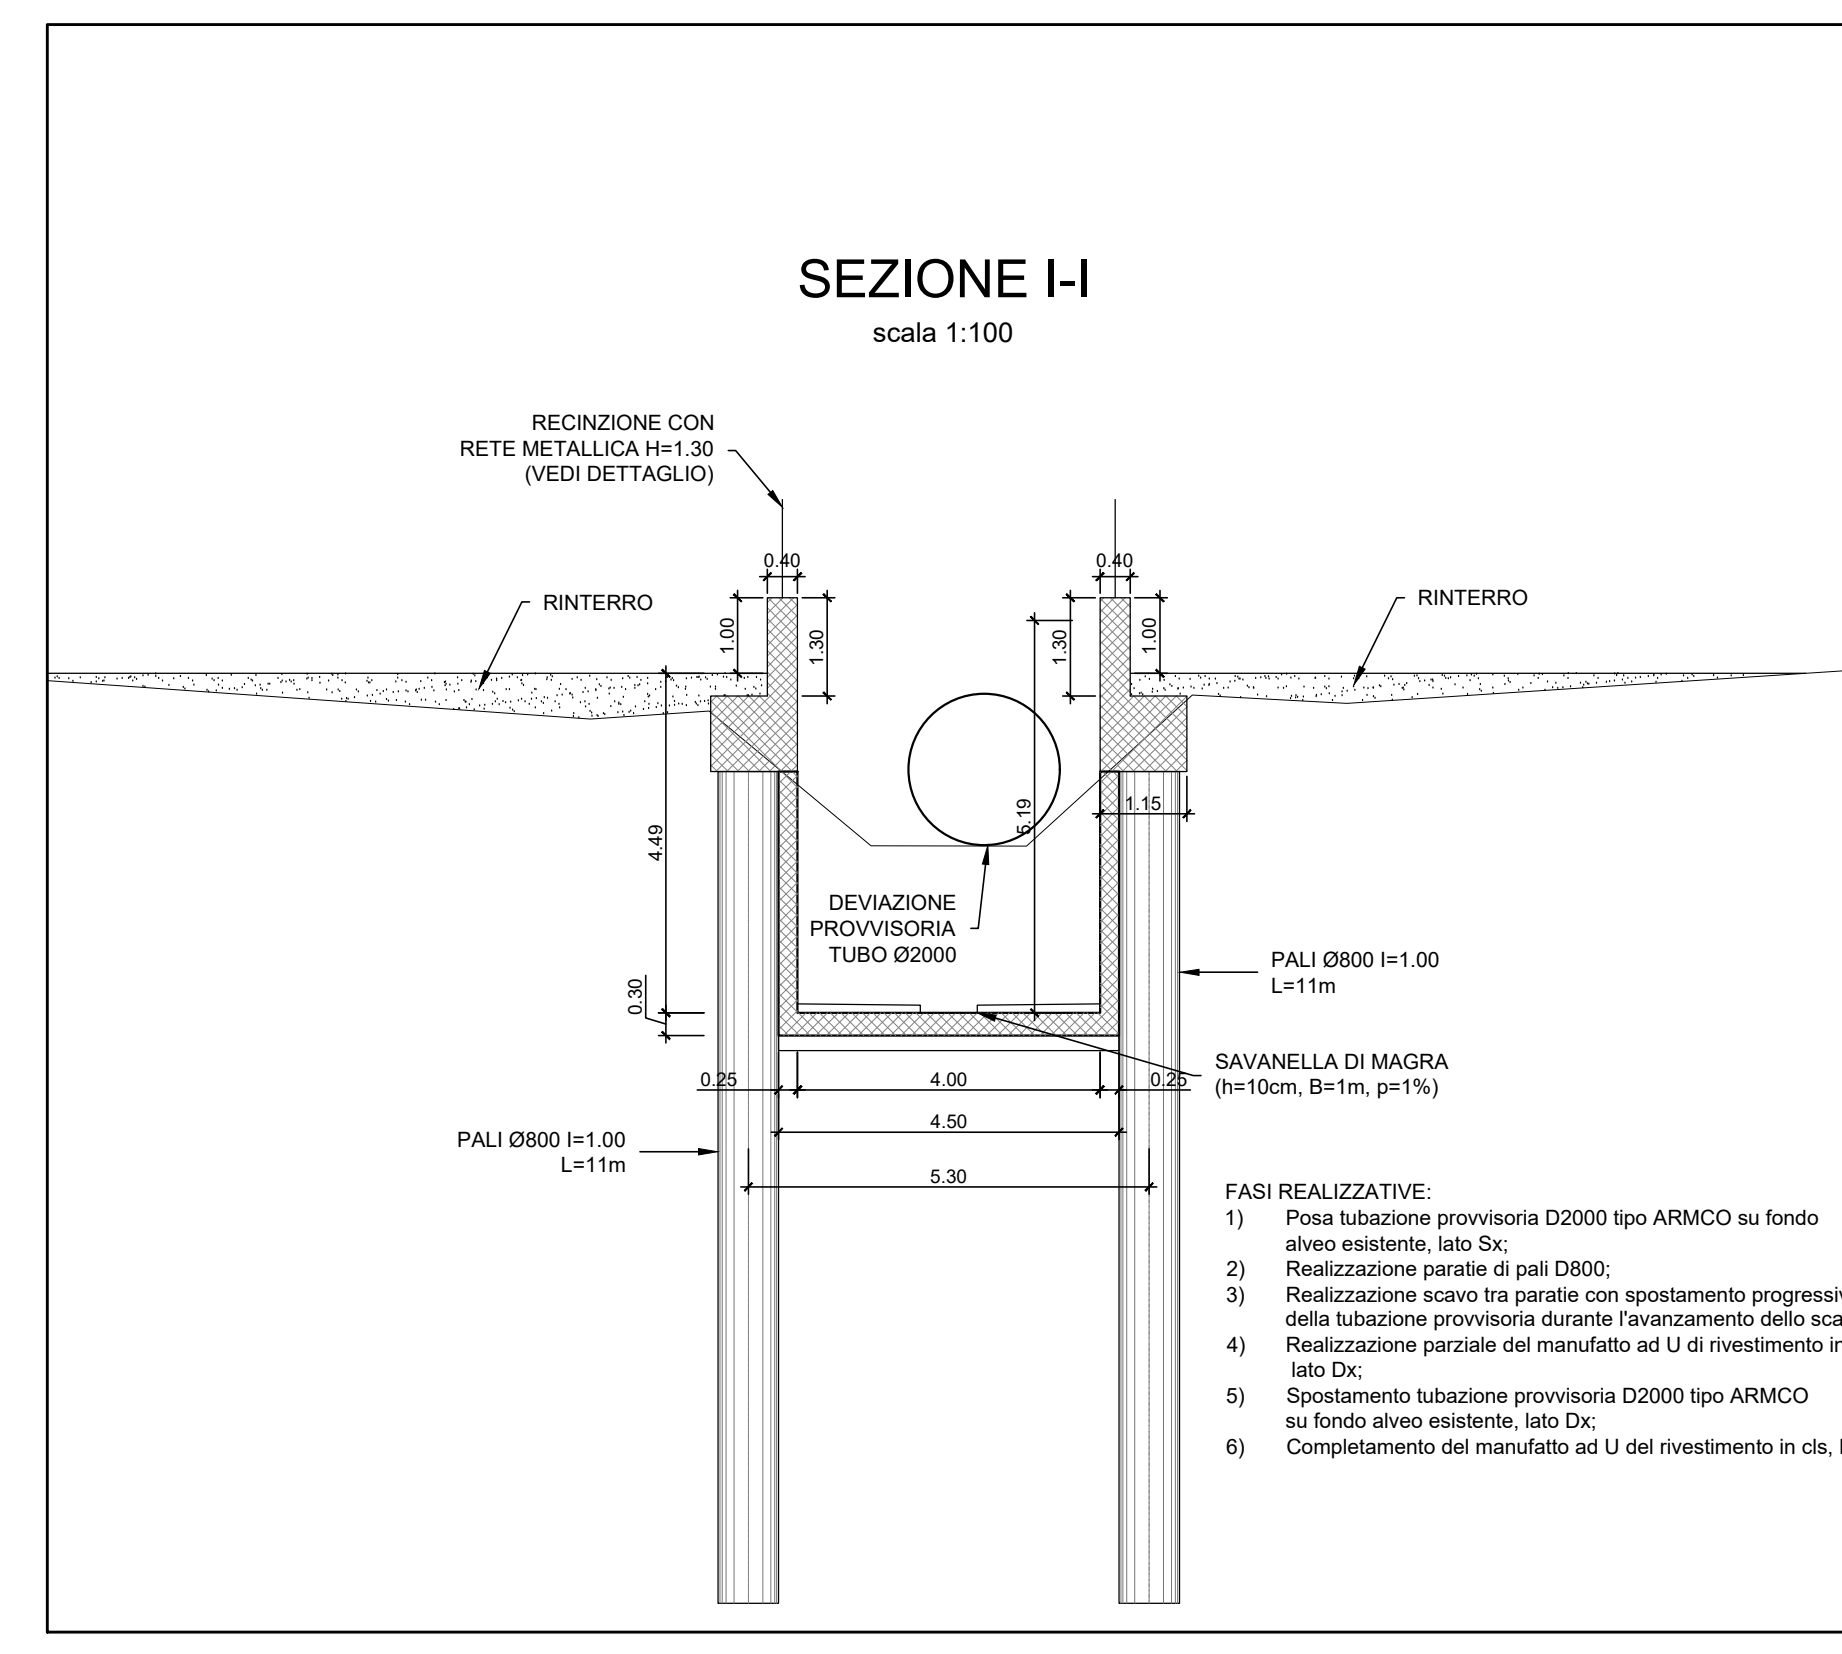 SEZIONE I-I
scala 1:100
RECINZIONE CON
RETE METALLICA H=1.30
(VEDI DETTAGLIO)
0.40
0.40
RINTERRO
RINTERRO
1.00
1.30
1.30
1.00
5.19
1.15
4.49
DEVIAZIONE
PROVVISORIA
TUBO Ø2000
PALI Ø800 I=1.00
L=11m
0.30
SAVANELLA DI MAGRA
(h=10cm, B=1m, p=1%)
0.25
4.00
0.25
4.50
PALI Ø800 I=1.00
L=11m
5.30
FASI REALIZZATIVE:
1) Posa tubazione provvisoria D2000 tipo ARMCO su fondo
alveo esistente, lato Sx;
2) Realizzazione paratie di pali D800;
3) Realizzazione scavo tra paratie con spostamento progressiv
della tubazione provvisoria durante l'avanzamento dello sca
4) Realizzazione parziale del manufatto ad U di rivestimento in
lato Dx;
5) Spostamento tubazione provvisoria D2000 tipo ARMCO
su fondo alveo esistente, lato Dx;
6) Completamento del manufatto ad U del rivestimento in cls,